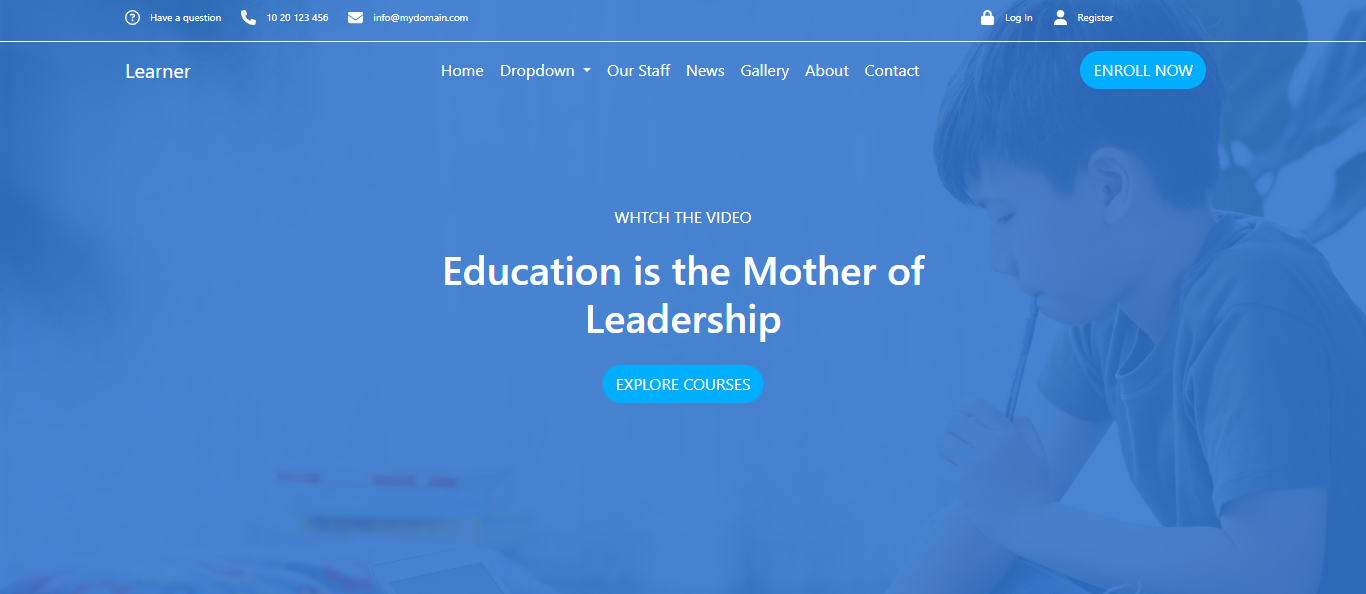 Have a question 10 20 123 456 info@mydomain.com Log In Register
Learner Home Dropdown Our Staff News Gallery About Contact ENROLL NOW
WHTCH THE VIDEO
Education is the Mother of
Leadership
EXPLORE COURSES